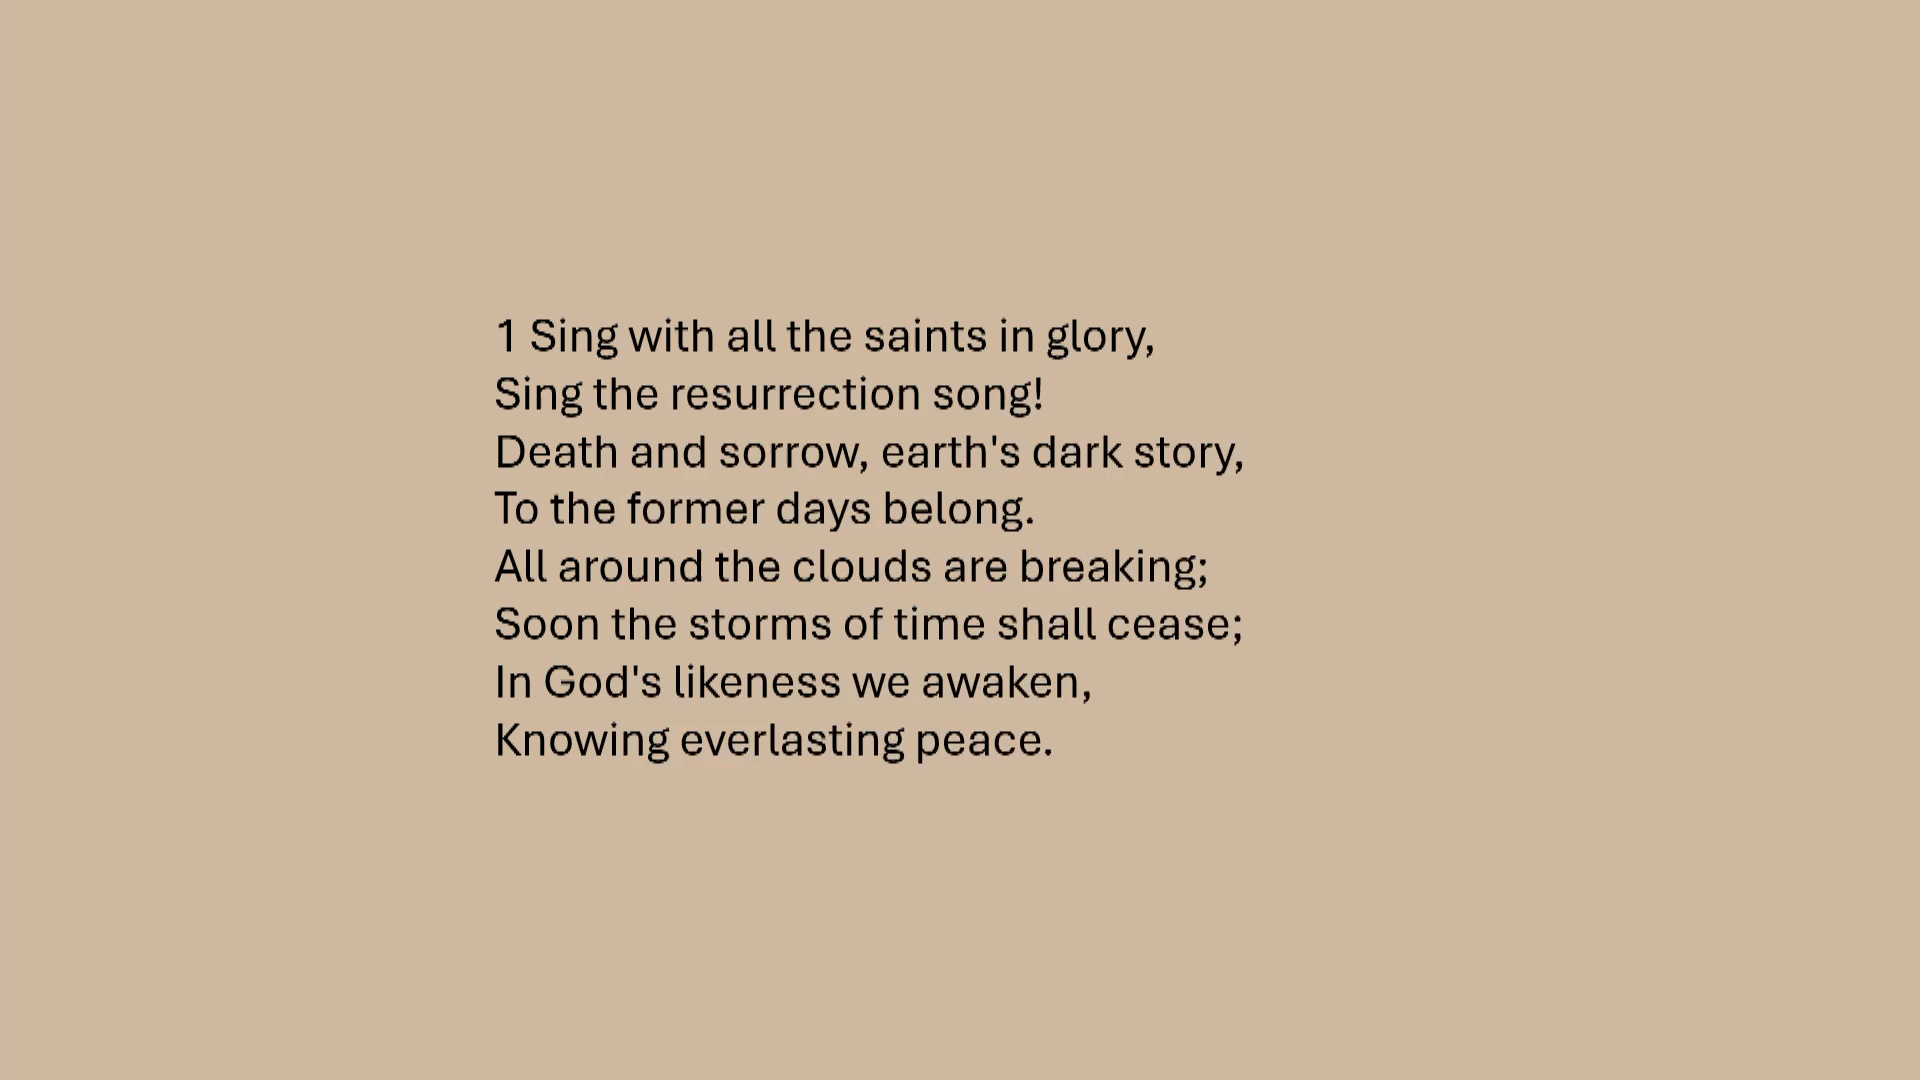 1 Sing with all the saints in glory,
Sing the resurrection song!
Death and sorrow, earth's dark story,
To the former days belong.
All around the clouds are breaking;
Soon the storms of time shall cease;
In God's likeness we awaken,
Knowing everlasting peace.